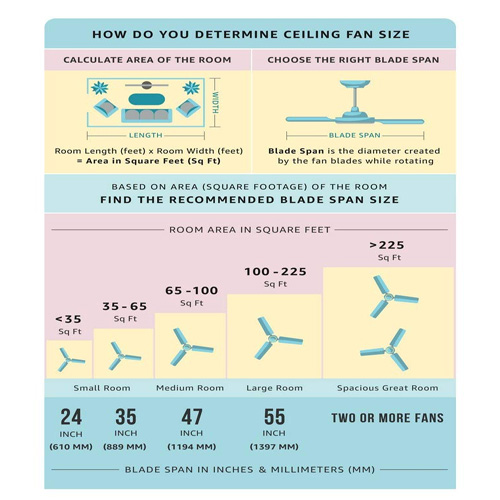 HOW DO YOU DETERMINE CEILING FAN SIZE
CALCULATE AREA OF THE ROOM
CHOOSE THE RIGHT BLADE SPAN
WIDTH
LENGTH
Room Length (feet) x Room Width (feet)
= Area in Square Feet (Sq Ft)
BLADE SPAN
Blade Span is the diameter created
by the fan blades while rotating
BASED ON AREA (SQUARE FOOTAGE) OF THE ROOM
FIND THE RECOMMENDED BLADE SPAN SIZE
ROOM AREA IN SQUARE FEET
<35
Sq Ft
35-65
Sq Ft
65-100
Sq Ft
100-225
Sq Ft
>225
Sq Ft
Small Room
Medium Room
Large Room
Spacious Great Room
24
INCH
(610 MM)
35
INCH
(889 MM)
47
INCH
(1194 MM)
55
INCH
(1397 MM)
TWO OR MORE FANS
BLADE SPAN IN INCHES & MILLIMETERS (MM)